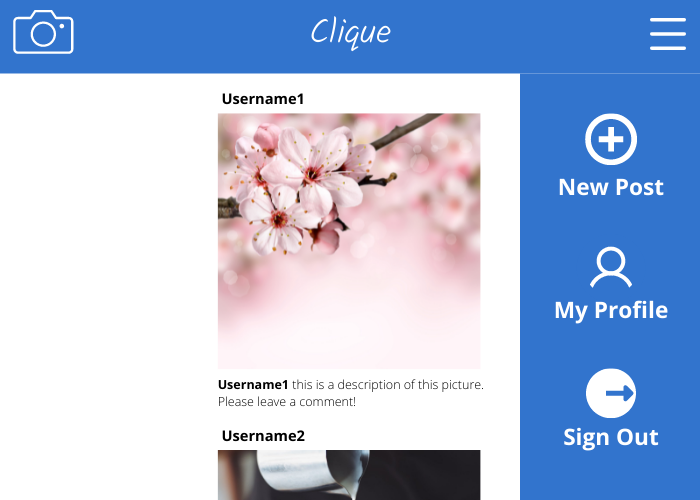 Clique
Username1
New Post
My Profile
Username1 this is a description of this picture.
Please leave a comment!
Username2
Sign Out